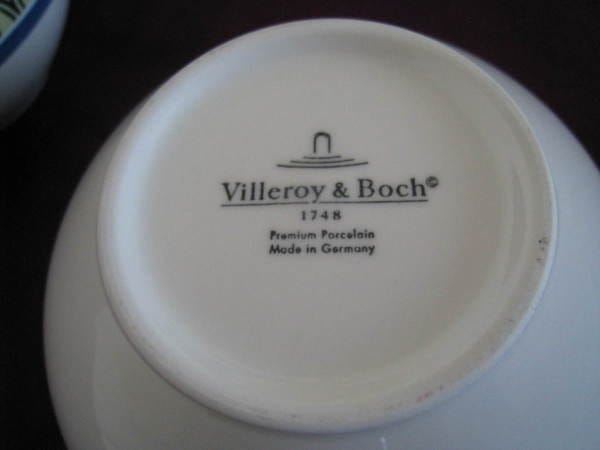 Villeroy & Boch©
1748
Premium Porcelain
Made in Germany